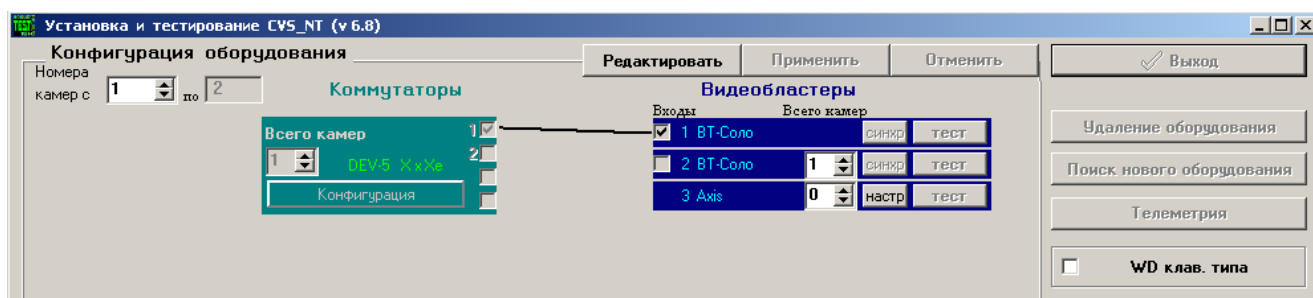 TEST Установка и тестирование CVS_NT (v 6.8)
Конфигурация оборудования
Редактировать Применить Отменить Выход
Номера
камер с 1 по 2
Коммутаторы Видеобластеры
Входы Всего камер
Всего камер 1 1 BT-Соло синхр тест Удаление оборудования
1 DEV-5 XxXe 2 2 BT-Соло 1 синхр тест Поиск нового оборудования
Конфигурация 3 Axis 0 настр тест
Телеметрия
WD клав. типа